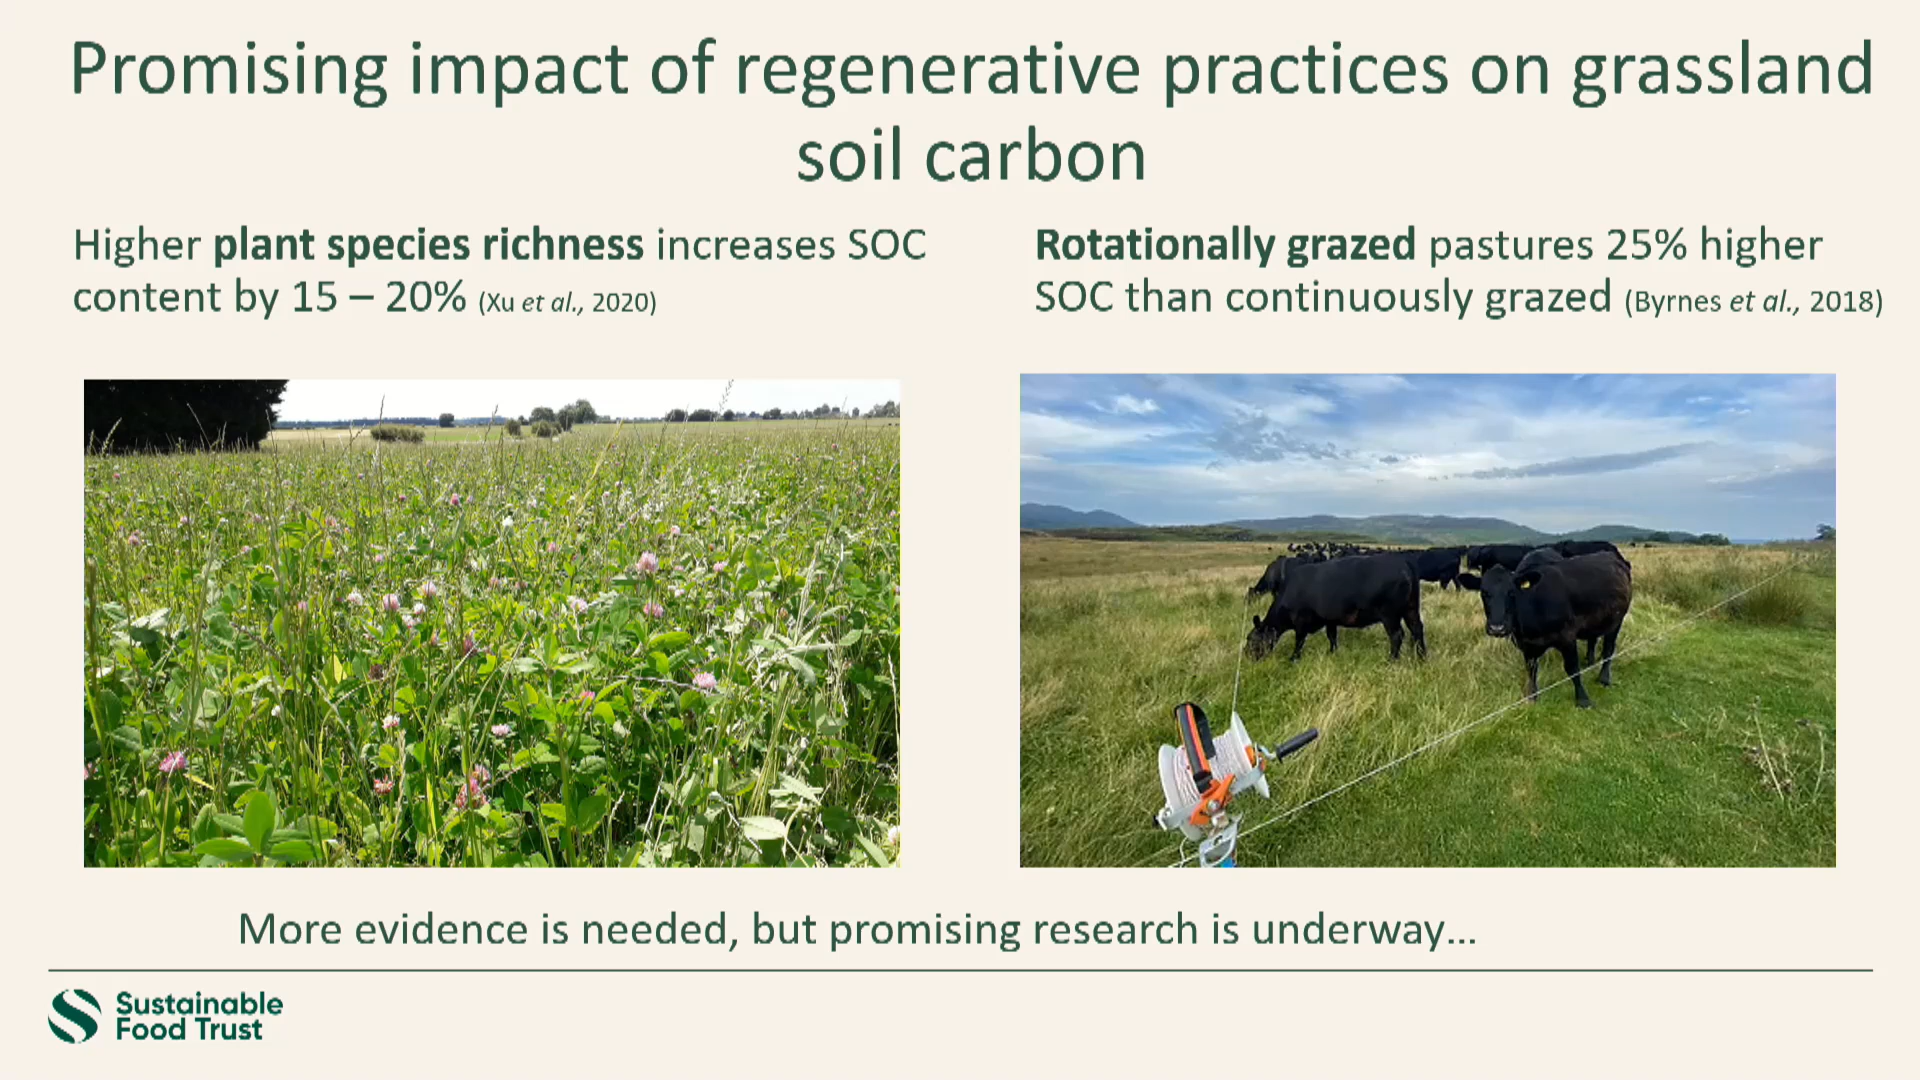 Promising impact of regenerative practices on grassland
soil carbon
Higher plant species richness increases SOC
content by 15 – 20% (Xu et al., 2020)
Rotationally grazed pastures 25% higher
SOC than continuously grazed (Byrnes et al., 2018)
More evidence is needed, but promising research is underway...
Sustainable
Food Trust